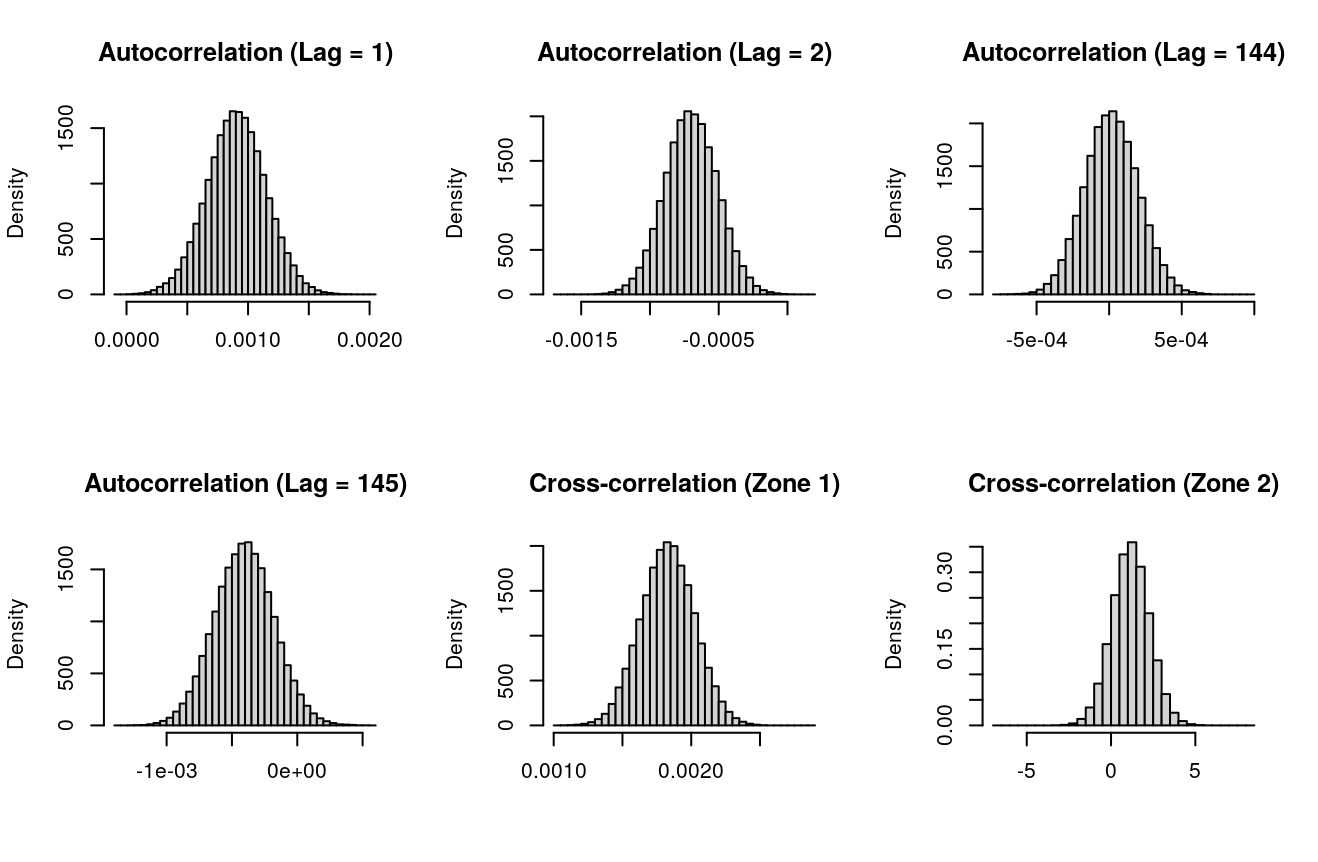 Autocorrelation (Lag = 1)
Density
0
500
1500
0.0000
0.0010
0.0020
Autocorrelation (Lag = 2)
Density
0
500
1500
-0.0015
-0.0005
Autocorrelation (Lag = 144)
Density
0
500
1500
-5e-04
5e-04
Autocorrelation (Lag = 145)
Density
0
500
1500
-1e-03
0e+00
Cross-correlation (Zone 1)
Density
0
500
1500
0.0010
0.0020
Cross-correlation (Zone 2)
Density
0.00
0.15
0.30
-5
0
5